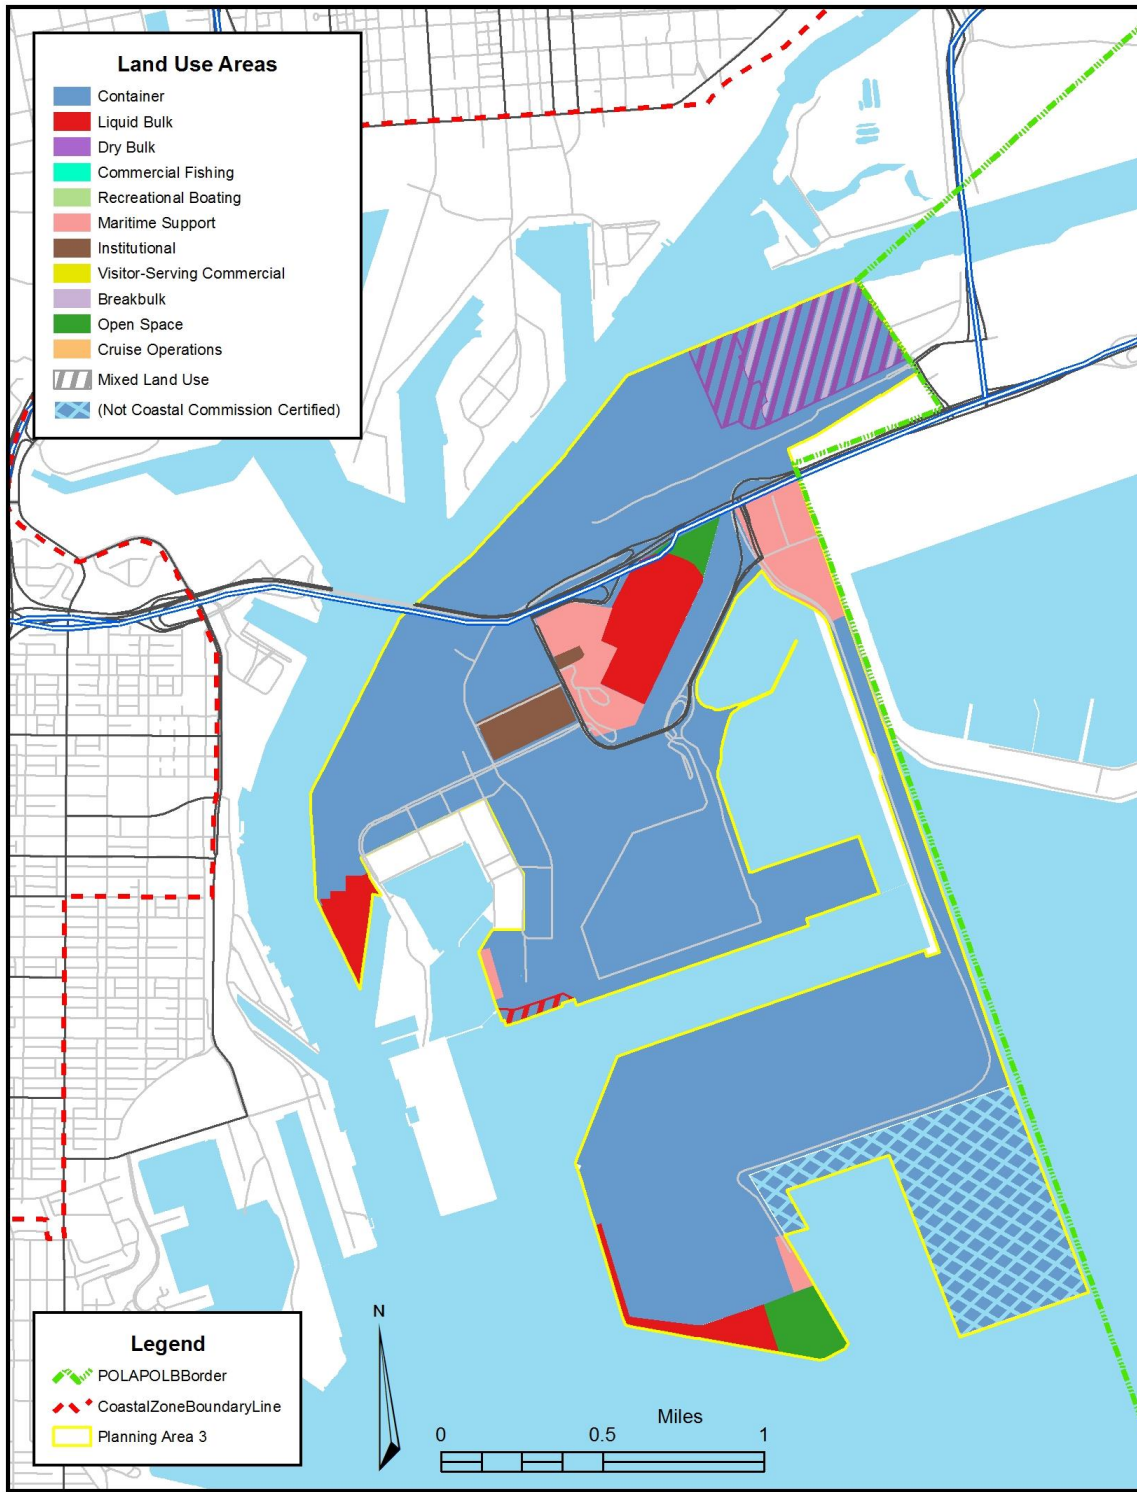 Land Use Areas
Container
Liquid Bulk
Dry Bulk
Commercial Fishing
Recreational Boating
Maritime Support
Institutional
Visitor-Serving Commercial
Breakbulk
Open Space
Cruise Operations
Mixed Land Use
(Not Coastal Commission Certified)
Legend
POLAPOLBBorder
CoastalZoneBoundaryLine
Planning Area 3
N
Miles
0 0.5 1